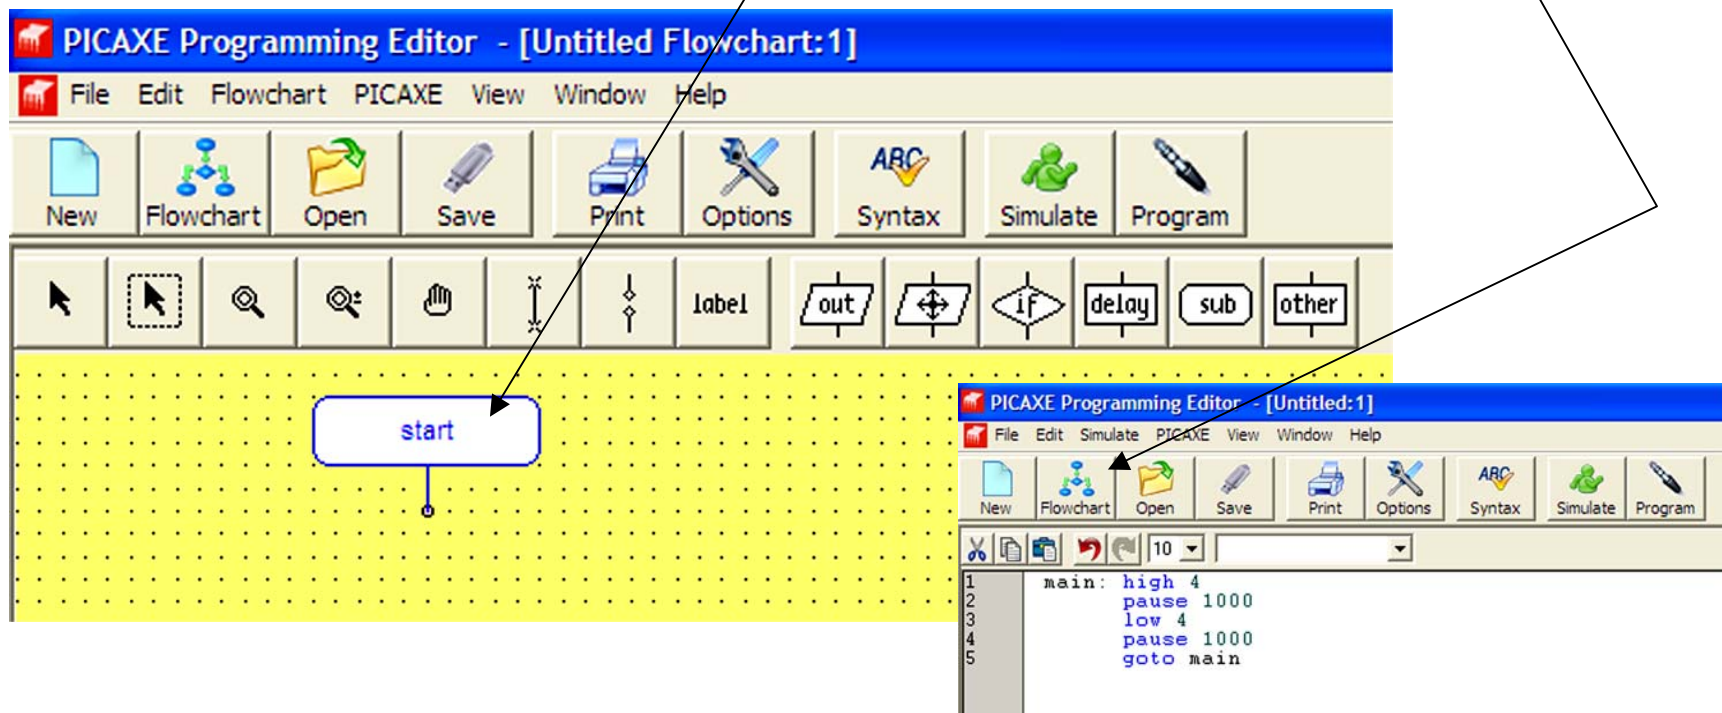 PICAXE Programming Editor - [Untitled Flowchart:1]
File Edit Flowchart PICAXE View Window Help
New Flowchart Open Save Print Options ABC Syntax Simulate Program
label out if delay sub other
start
PICAXE Programming Editor - [Untitled:1]
File Edit Simulate PICAXE View Window Help
New Flowchart Open Save Print Options ABC Syntax Simulate Program
10
1 main: high 4
2 pause 1000
3 low 4
4 pause 1000
5 goto main